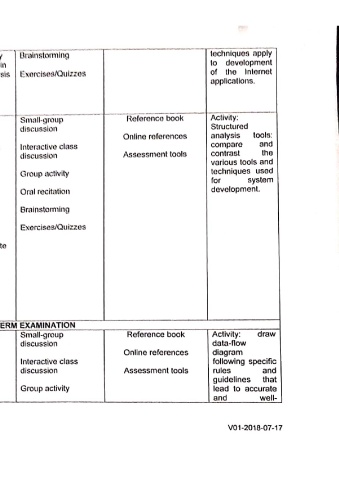 y
in
sis
Brainstorming
Exercises/Quizzes
techniques apply
to development
of the Internet
applications.
Small-group
discussion
Interactive class
discussion
Group activity
Oral recitation
Brainstorming
Exercises/Quizzes
te
Reference book
Online references
Assessment tools
Activity:
Structured
analysis tools:
compare and
contrast the
various tools and
techniques used
for system
development.
ERM EXAMINATION
Small-group
discussion
Interactive class
discussion
Group activity
Reference book
Online references
Assessment tools
Activity: draw
data-flow
diagram
following specific
rules and
guidelines that
lead to accurate
and well-
V01-2018-07-17